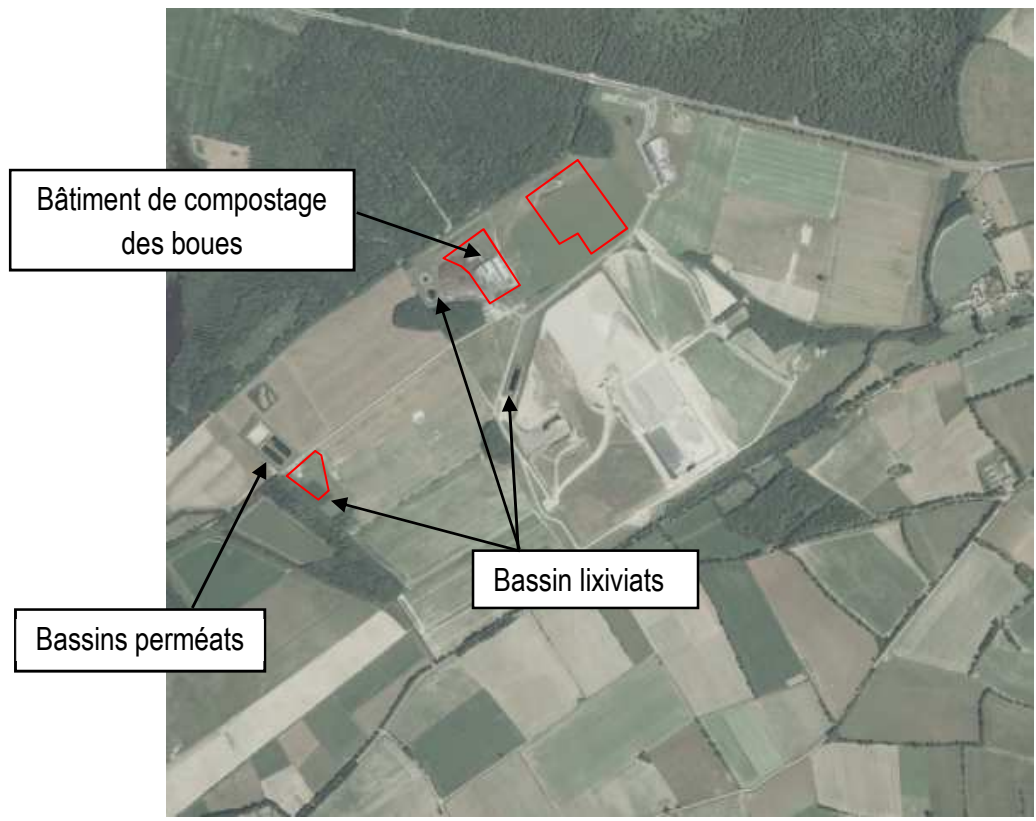 Bâtiment de compostage
des boues
Bassin lixiviats
Bassins perméats